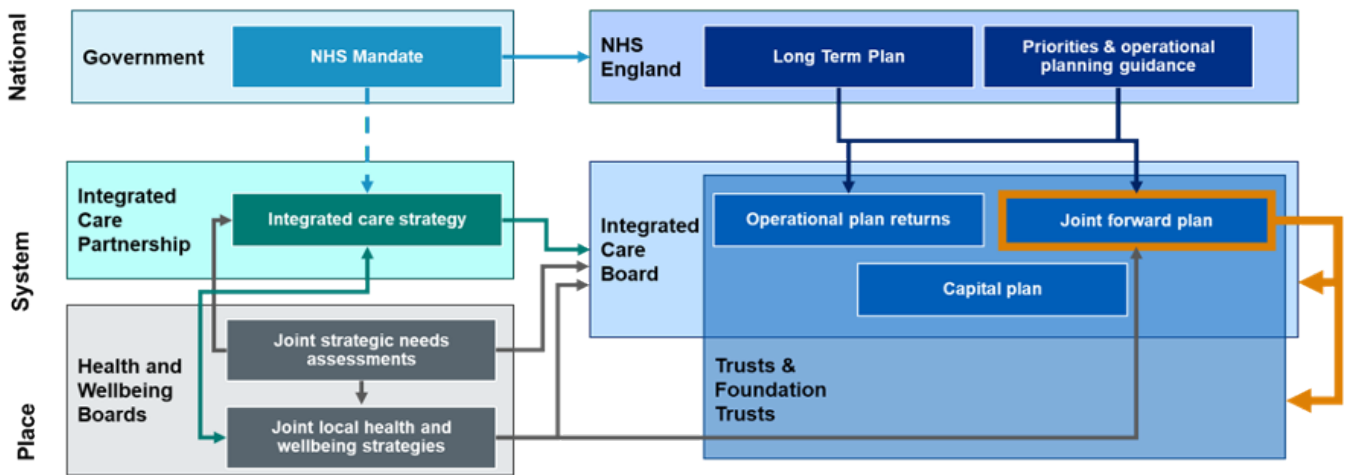 National
Government
NHS Mandate
NHS
England
Long Term Plan
Priorities & operational
planning guidance
System
Integrated
Care
Partnership
Integrated care strategy
Integrated
Care
Board
Operational plan returns
Joint forward plan
Capital plan
Place
Health and
Wellbeing
Boards
Joint strategic needs
assessments
Joint local health and
wellbeing strategies
Trusts &
Foundation
Trusts